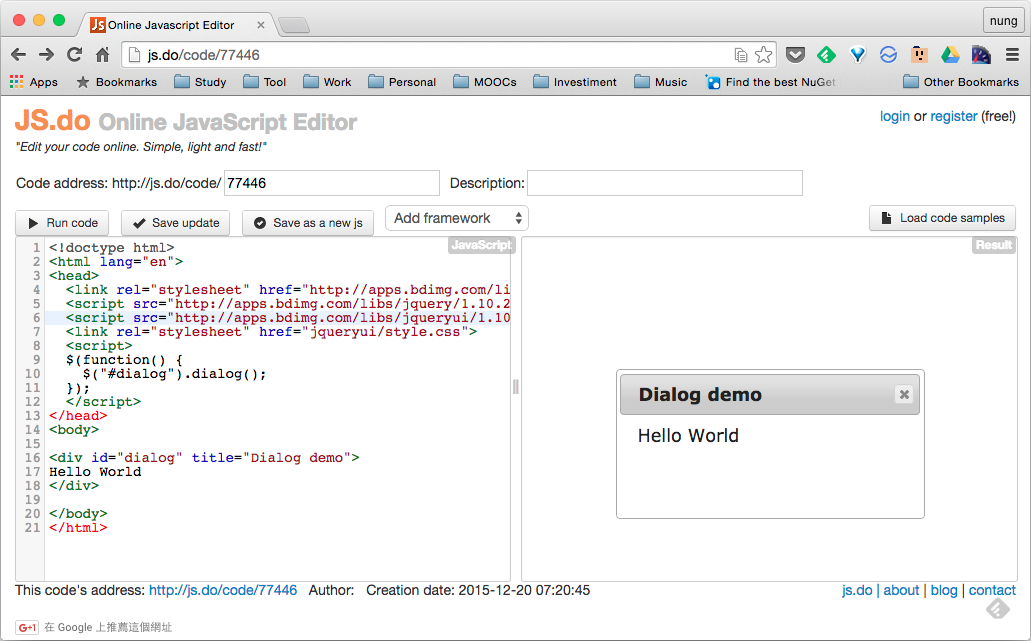 JS Online Javascript Editor
nung
js.do/code/77446
Apps Bookmarks Study Tool Work Personal MOOCs Investiment Music Find the best NuGet Other Bookmarks
JS.do Online JavaScript Editor
login or register (free!)
"Edit your code online. Simple, light and fast!"
Code address: http://js.do/code/ 77446 Description:
Run code Save update Save as a new js Add framework Load code samples
JavaScript
Result
1 <!doctype html>
2 <html lang="en">
3 <head>
4 <link rel="stylesheet" href="http://apps.bdimg.com/li
5 <script src="http://apps.bdimg.com/libs/jquery/1.10.2
6 <script src="http://apps.bdimg.com/libs/jqueryui/1.10
7 <link rel="stylesheet" href="jqueryui/style.css">
8 <script>
9 $(function() {
10 $("#dialog").dialog();
11 });
12 </script>
13 </head>
14 <body>
15
16 <div id="dialog" title="Dialog demo">
17 Hello World
18 </div>
19
20 </body>
21 </html>
Dialog demo
Hello World
This code's address: http://js.do/code/77446 Author: Creation date: 2015-12-20 07:20:45
js.do | about | blog | contact
G+1 在 Google 上推薦這個網址